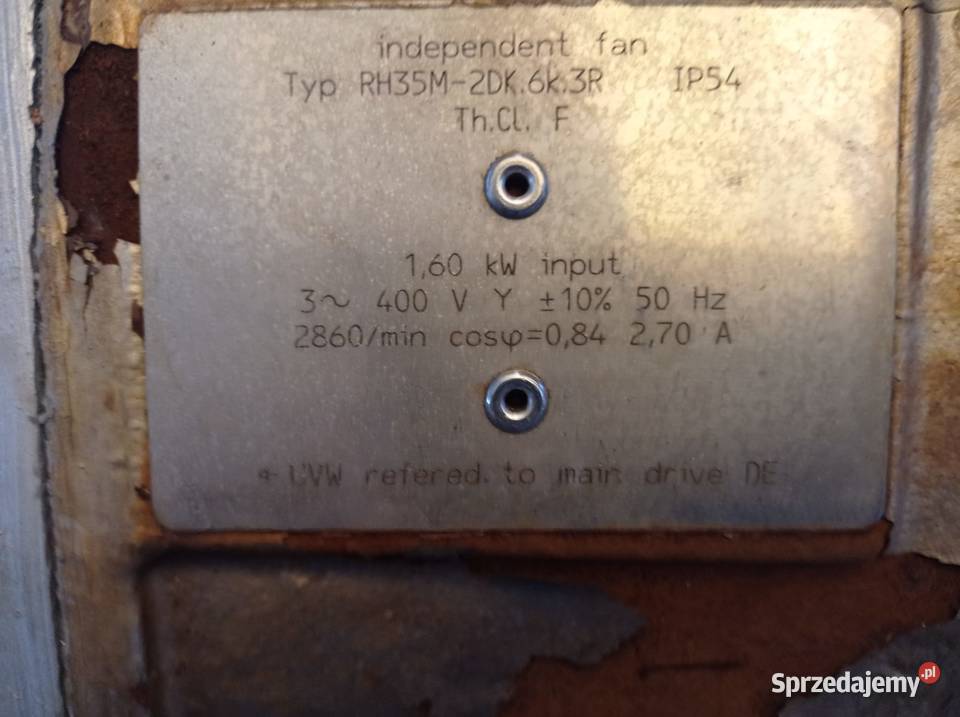 independent fan
Typ RH35M-2DK.6k.3R IP54
Th.Cl. F
1,60 kW input
3~ 400 V Y ±10% 50 Hz
2860/min cosφ=0,84 2,70 A
← UVW refered to main drive DE
Sprzedajemy.pl